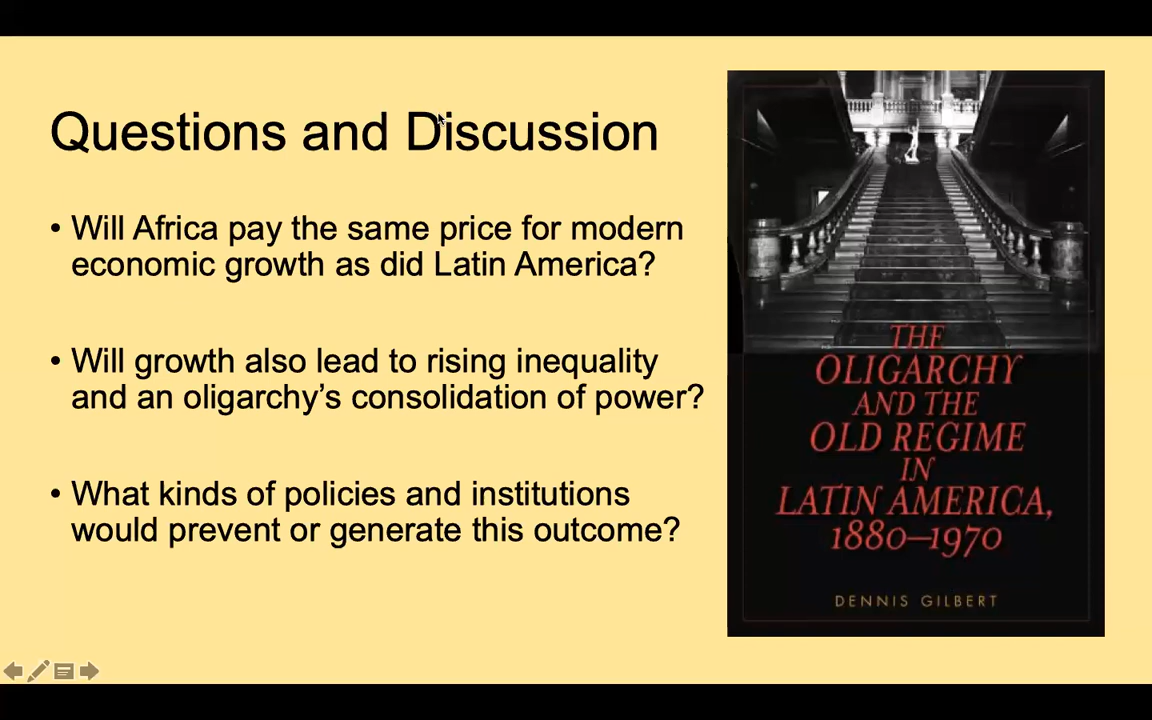 Questions and Discussion
• Will Africa pay the same price for modern
economic growth as did Latin America?
• Will growth also lead to rising inequality
and an oligarchy’s consolidation of power?
• What kinds of policies and institutions
would prevent or generate this outcome?
THE
OLIGARCHY
AND THE
OLD REGIME
IN
LATIN AMERICA,
1880–1970
DENNIS GILBERT